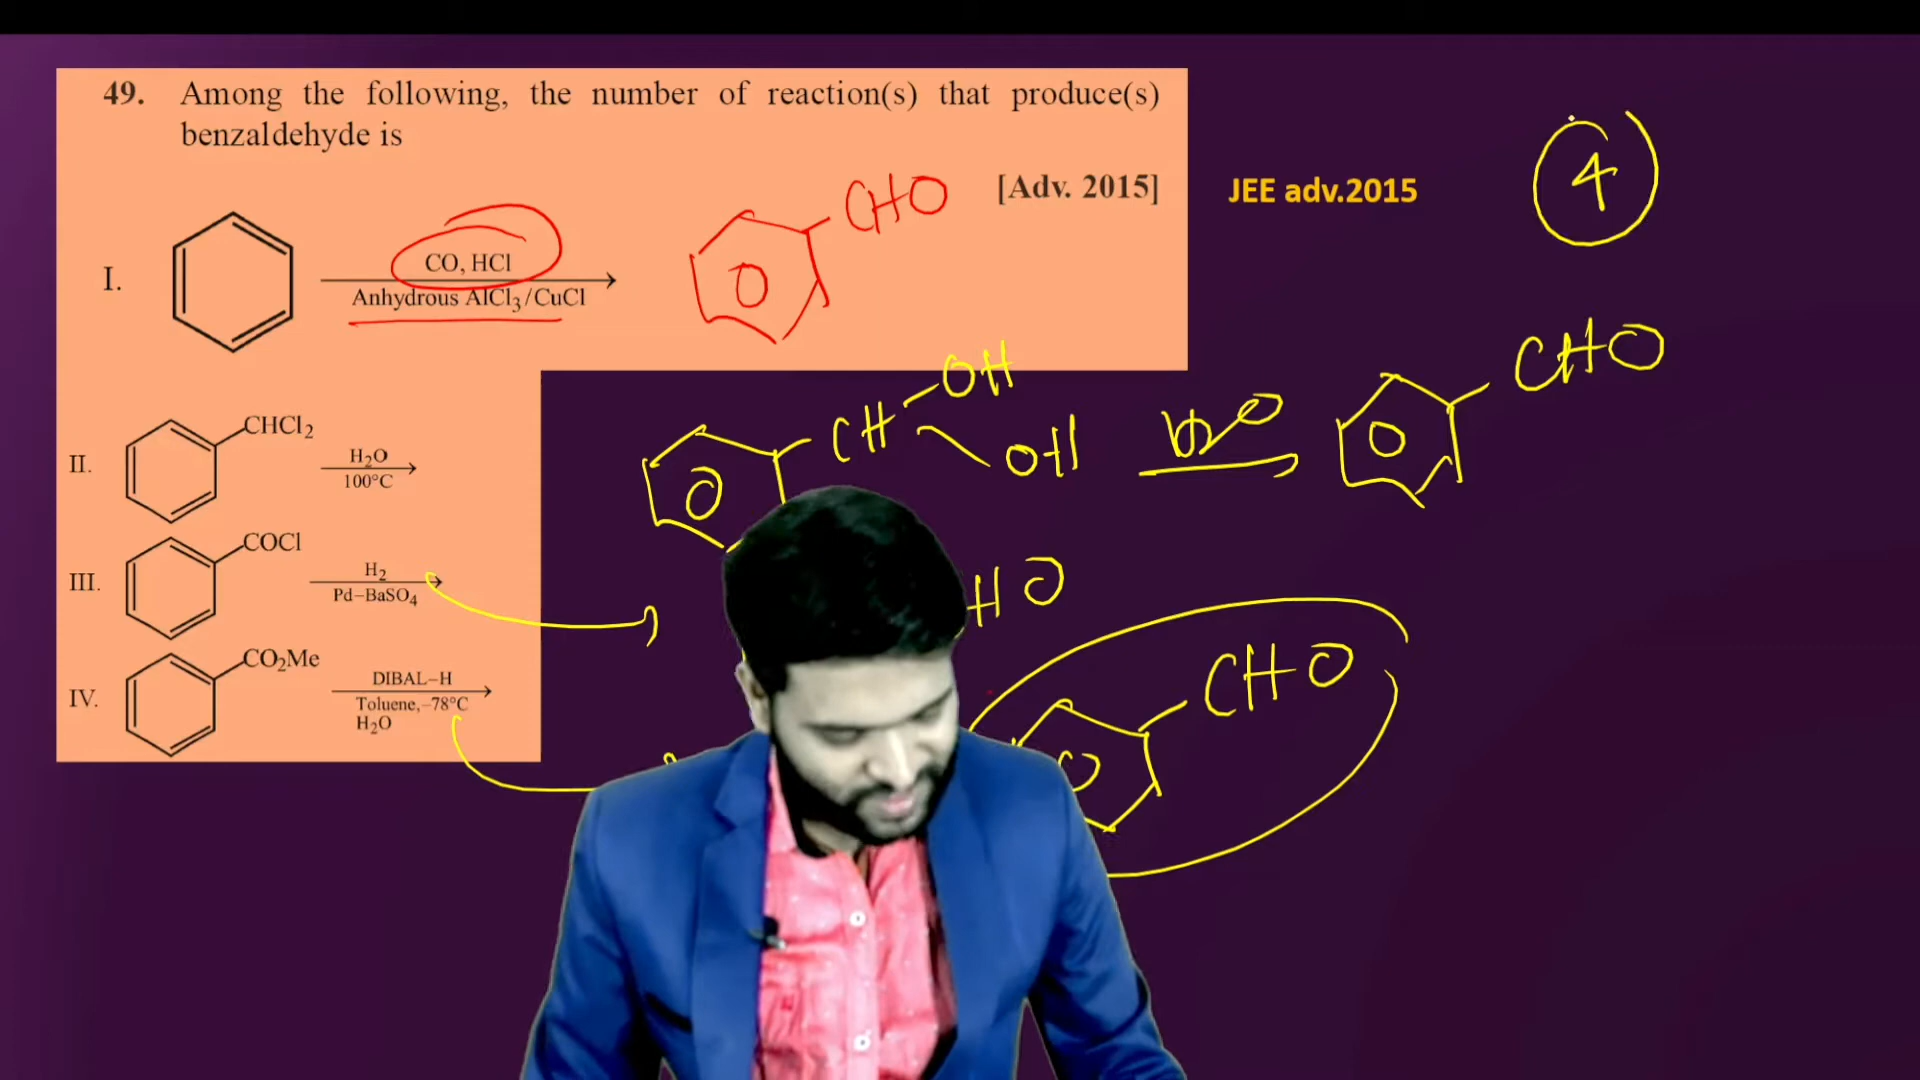 49. Among the following, the number of reaction(s) that produce(s)
benzaldehyde is
[Adv. 2015]
JEE adv.2015
4
I.
CO, HCl
Anhydrous AlCl₃/CuCl
CHO
II.
CHCl₂
H₂O
100°C
CH
OH
OH
CHO
III.
COCl
H₂
Pd–BaSO₄
HO
IV.
CO₂Me
DIBAL–H
Toluene,–78°C
H₂O
CHO